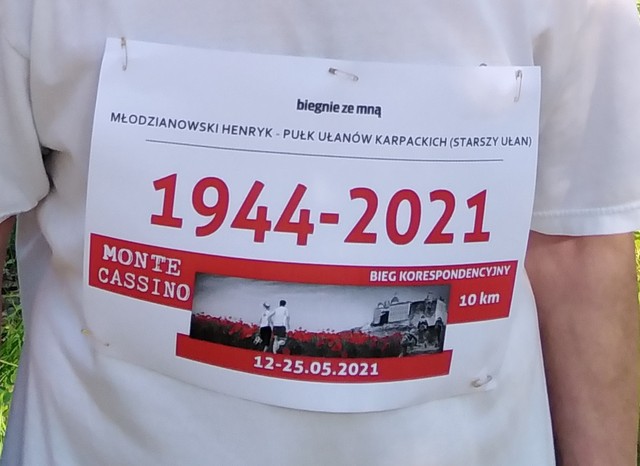 biegnie ze mną
MŁODZIANOWSKI HENRYK - PUŁK UŁANÓW KARPACKICH (STARSZY UŁAN)
1944-2021
MONTE
CASSINO
BIEG KORESPONDENCYJNY
10 km
12-25.05.2021